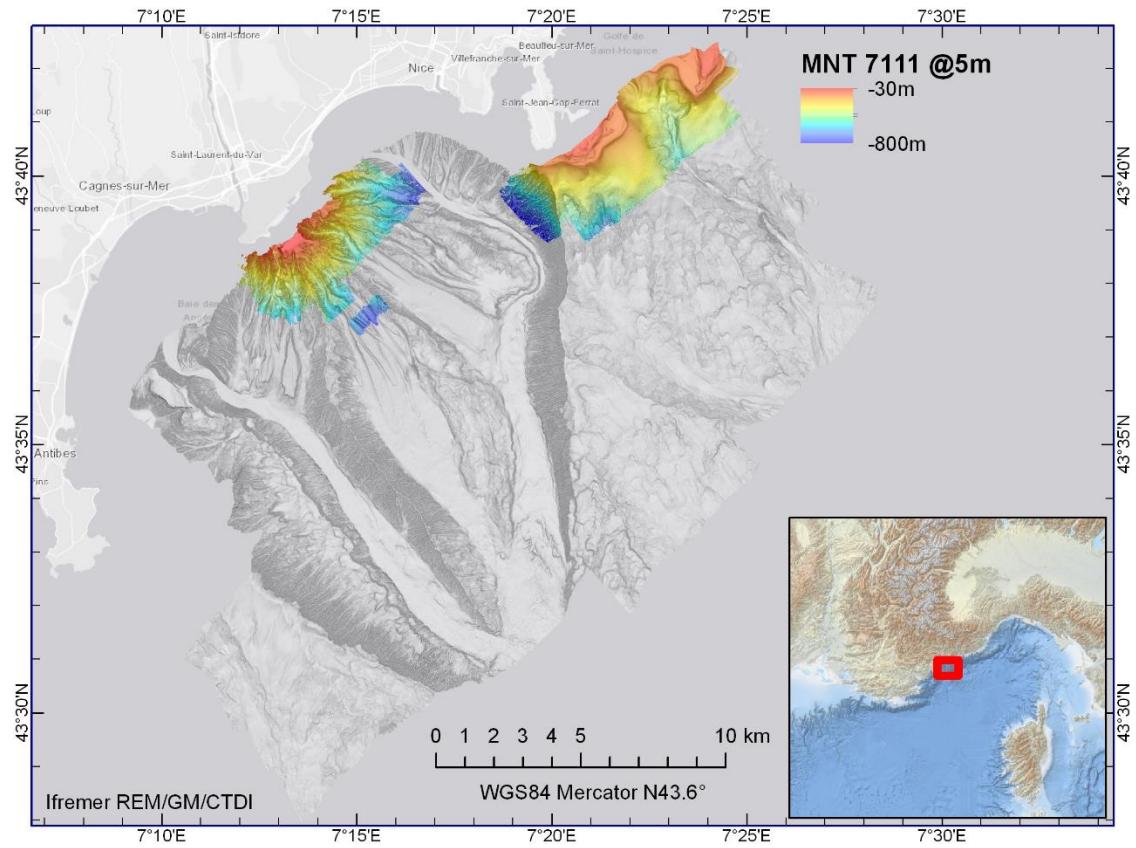 7°10'E 7°15'E 7°20'E 7°25'E 7°30'E
Saint-Isidore
Beaulieu-sur-Mer
Golfe de
Saint-Hospice
Nice
Villefranche-sur-Mer
MNT 7111 @5m
-30m
-800m
Loup
Saint-Jean-Cap-Ferrat
Saint-Laurent-du-Var
43°40'N
43°40'N
Cagnes-sur-Mer
eneuve Loubet
Baie des
43°35'N
43°35'N
Antibes
ins
43°30'N
43°30'N
0 1 2 3 4 5 10 km
WGS84 Mercator N43.6°
Ifremer REM/GM/CTDI
7°10'E 7°15'E 7°20'E 7°25'E 7°30'E